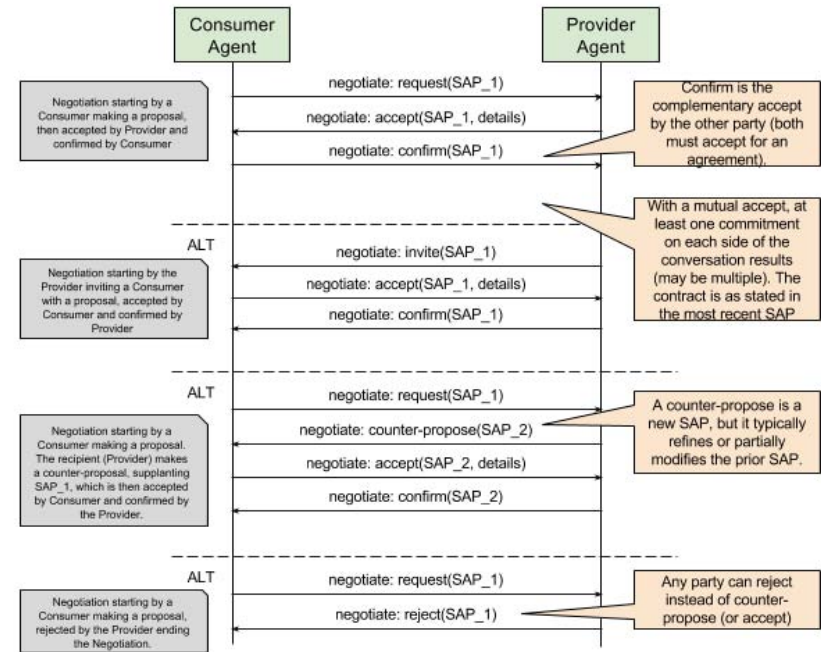 Consumer
Agent
Provider
Agent
negotiate: request(SAP_1)
Negotiation starting by a
Consumer making a proposal,
then accepted by Provider and
confirmed by Consumer
negotiate: accept(SAP_1, details)
negotiate: confirm(SAP_1)
Confirm is the
complementary accept
by the other party (both
must accept for an
agreement).
With a mutual accept, at
least one commitment
on each side of the
conversation results
(may be multiple). The
contract is as stated in
the most recent SAP
ALT
negotiate: invite(SAP_1)
Negotiation starting by the
Provider inviting a Consumer
with a proposal, accepted by
Consumer and confirmed by
Provider
negotiate: accept(SAP_1, details)
negotiate: confirm(SAP_1)
ALT
negotiate: request(SAP_1)
Negotiation starting by a
Consumer making a proposal.
The recipient (Provider) makes
a counter-proposal, supplanting
SAP_1, which is then accepted
by Consumer and confirmed by
the Provider.
negotiate: counter-propose(SAP_2)
negotiate: accept(SAP_2, details)
negotiate: confirm(SAP_2)
A counter-propose is a
new SAP, but it typically
refines or partially
modifies the prior SAP.
ALT
negotiate: request(SAP_1)
Negotiation starting by a
Consumer making a proposal,
rejected by the Provider ending
the Negotiation.
negotiate: reject(SAP_1)
Any party can reject
instead of counter-
propose (or accept)